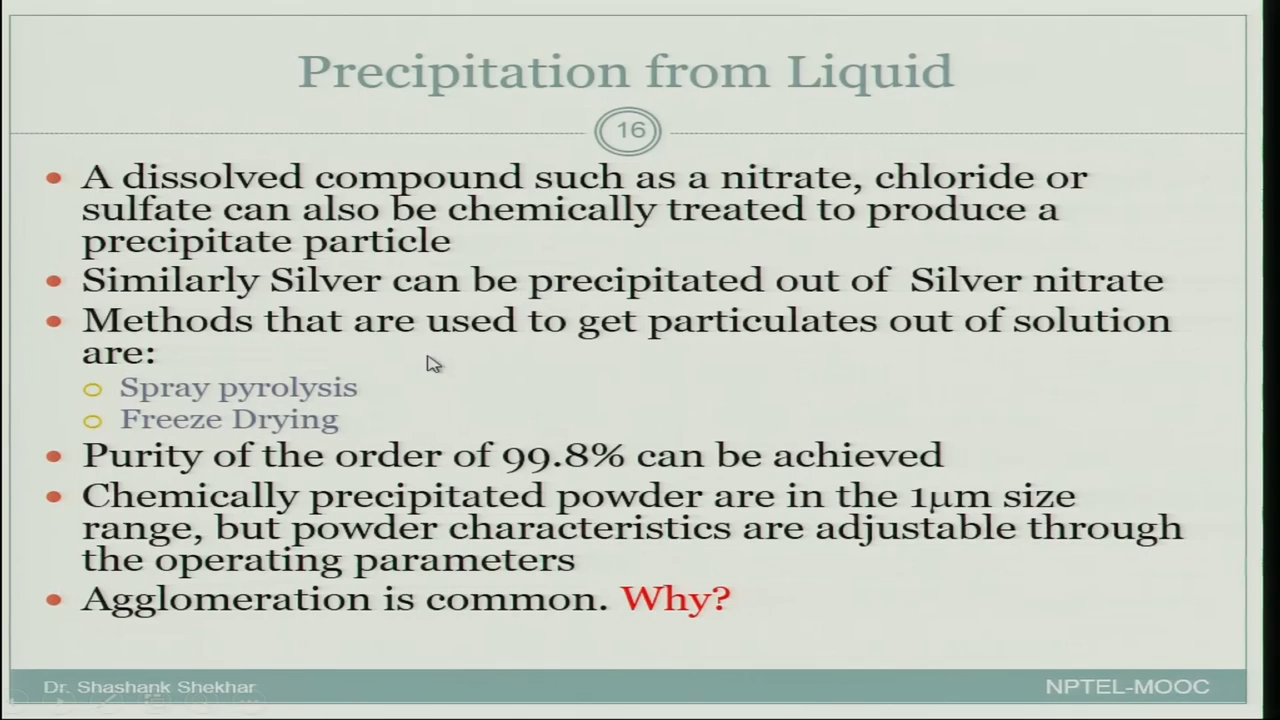 Precipitation from Liquid
16
• A dissolved compound such as a nitrate, chloride or
sulfate can also be chemically treated to produce a
precipitate particle
• Similarly Silver can be precipitated out of Silver nitrate
• Methods that are used to get particulates out of solution
are:
Spray pyrolysis
Freeze Drying
• Purity of the order of 99.8% can be achieved
• Chemically precipitated powder are in the 1μm size
range, but powder characteristics are adjustable through
the operating parameters
• Agglomeration is common. Why?
Dr. Shashank Shekhar
NPTEL-MOOC